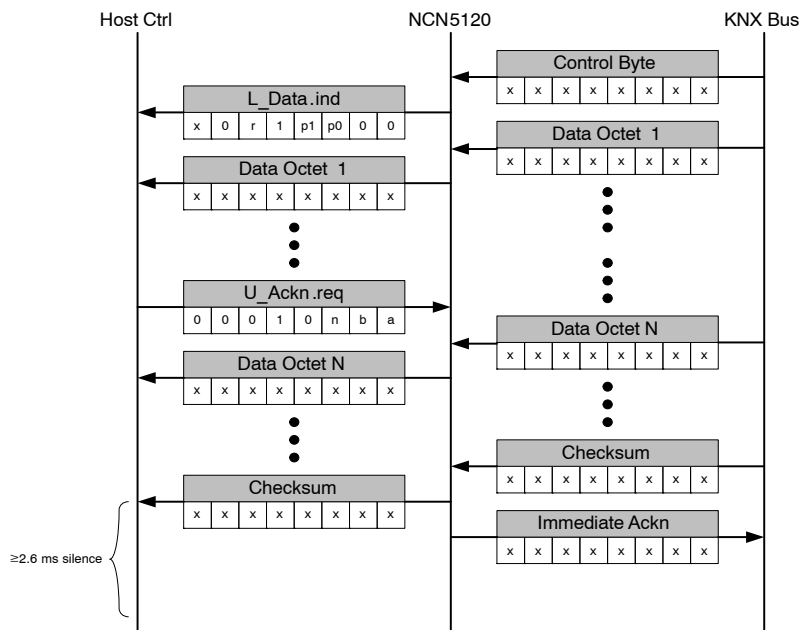 Host Ctrl NCN5120 KNX Bus
Control Byte
x x x x x x x x
L_Data.ind
x 0 r 1 p1 p0 0 0
Data Octet 1
x x x x x x x x
Data Octet 1
x x x x x x x x
U_Ackn.req
0 0 0 1 0 n b a
Data Octet N
x x x x x x x x
Data Octet N
x x x x x x x x
Checksum
x x x x x x x x
Checksum
x x x x x x x x
Immediate Ackn
x x x x x x x x
≥2.6 ms silence